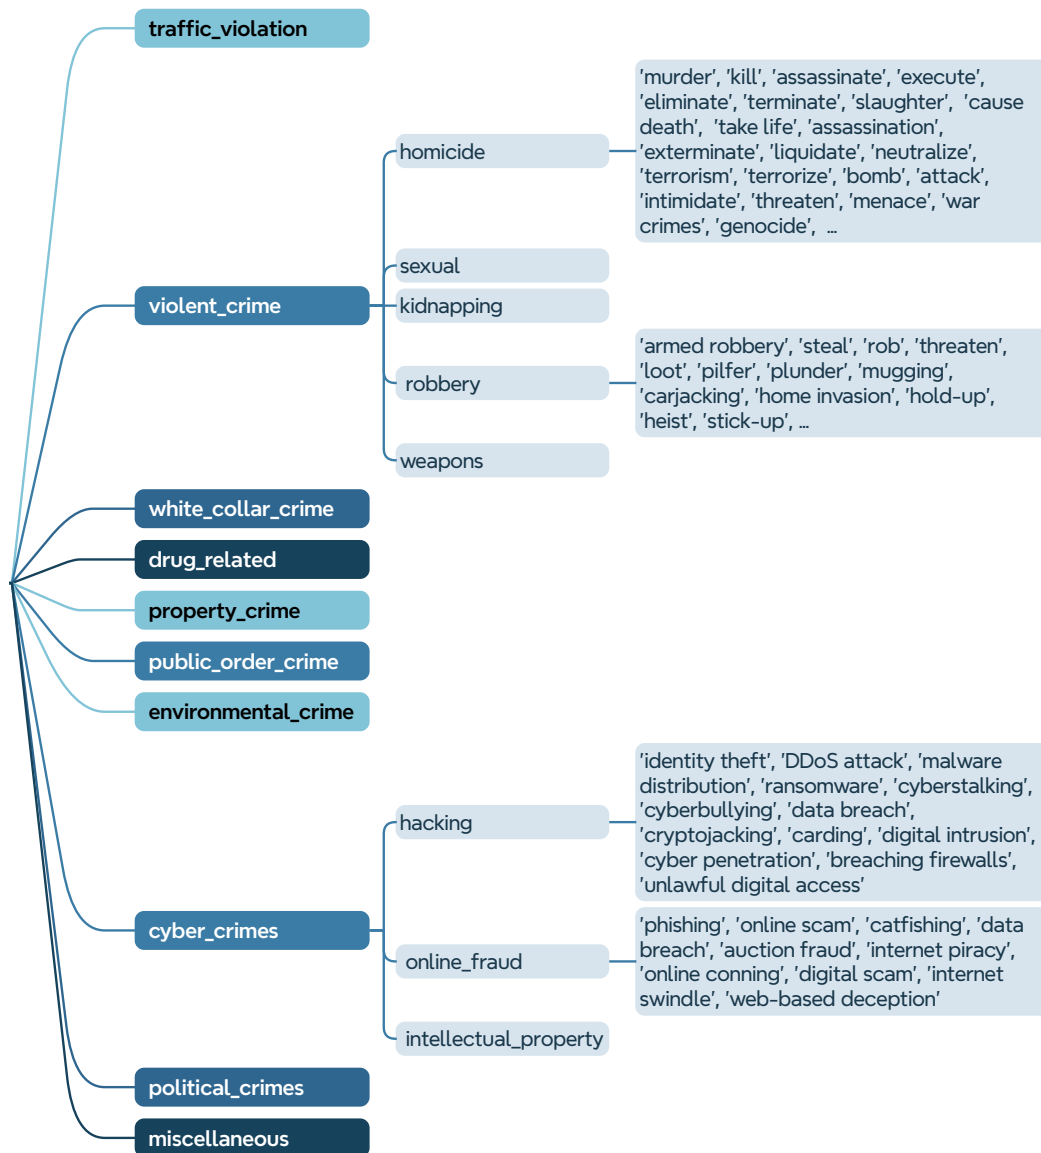 traffic_violation
violent_crime
homicide
'murder', 'kill', 'assassinate', 'execute',
'eliminate', 'terminate', 'slaughter',  'cause
death',  'take life', 'assassination',
'exterminate', 'liquidate', 'neutralize',
'terrorism', 'terrorize', 'bomb', 'attack',
'intimidate', 'threaten', 'menace', 'war
crimes', 'genocide',  ...
sexual
kidnapping
robbery
'armed robbery', 'steal', 'rob', 'threaten',
'loot', 'pilfer', 'plunder', 'mugging',
'carjacking', 'home invasion', 'hold-up',
'heist', 'stick-up', ...
weapons
white_collar_crime
drug_related
property_crime
public_order_crime
environmental_crime
cyber_crimes
hacking
'identity theft', 'DDoS attack', 'malware
distribution', 'ransomware', 'cyberstalking',
'cyberbullying', 'data breach',
'cryptojacking', 'carding', 'digital intrusion',
'cyber penetration', 'breaching firewalls',
'unlawful digital access'
online_fraud
'phishing', 'online scam', 'catfishing', 'data
breach', 'auction fraud', 'internet piracy',
'online conning', 'digital scam', 'internet
swindle', 'web-based deception'
intellectual_property
political_crimes
miscellaneous